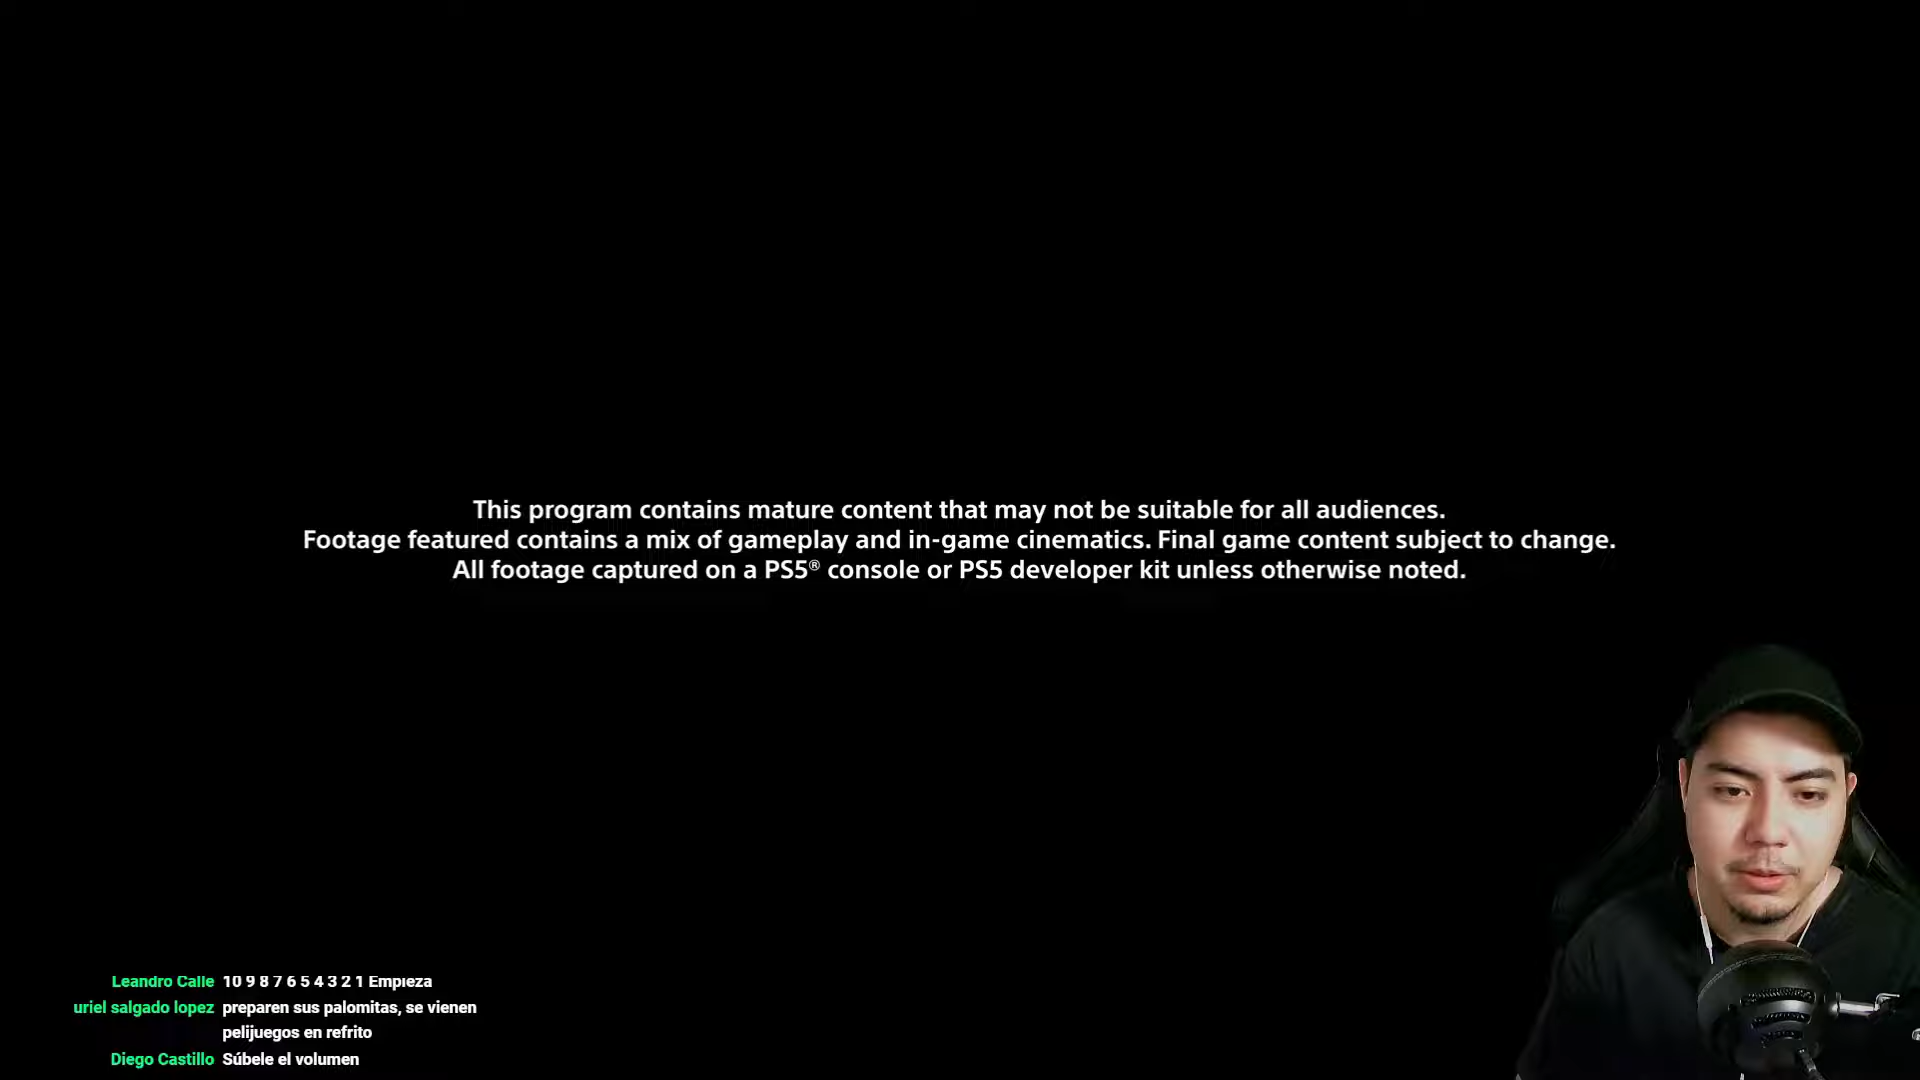 This program contains mature content that may not be suitable for all audiences.
Footage featured contains a mix of gameplay and in-game cinematics. Final game content subject to change.
All footage captured on a PS5® console or PS5 developer kit unless otherwise noted.
Leandro Calle 10 9 8 7 6 5 4 3 2 1 Empieza
uriel salgado lopez preparen sus palomitas, se vienen
pelijuegos en refrito
Diego Castillo Súbele el volumen